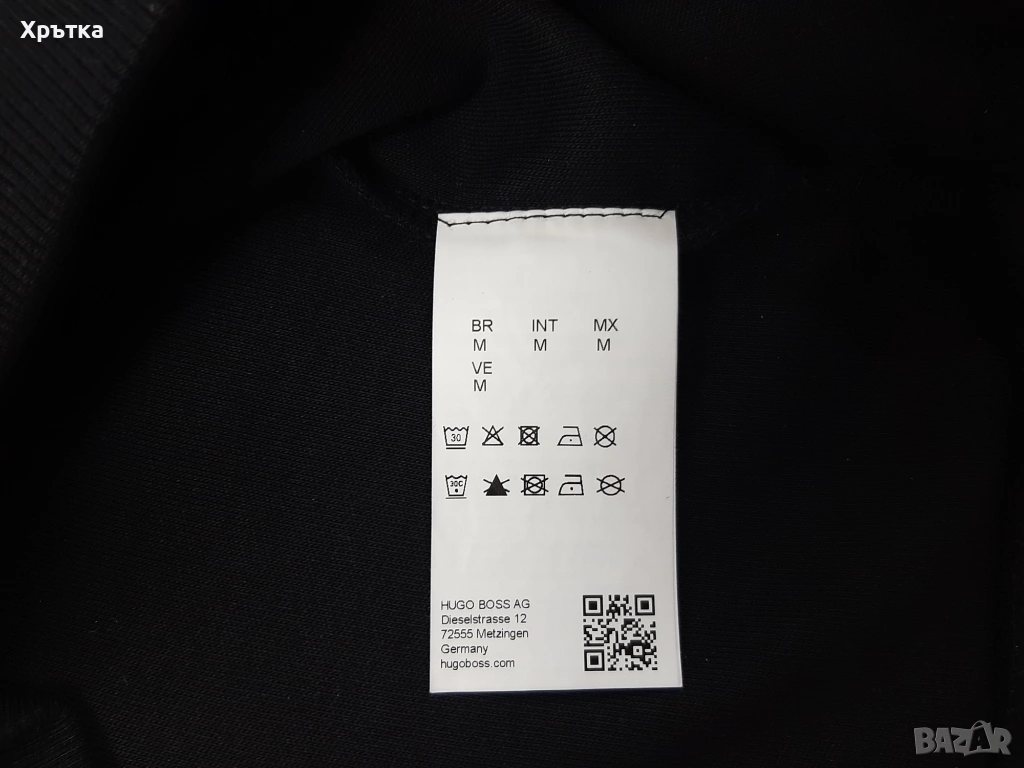 Хрътка
BR INT MX
M M M
VE
M
30
30C
HUGO BOSS AG
Dieselstrasse 12
72555 Metzingen
Germany
hugoboss.com
BAZAR